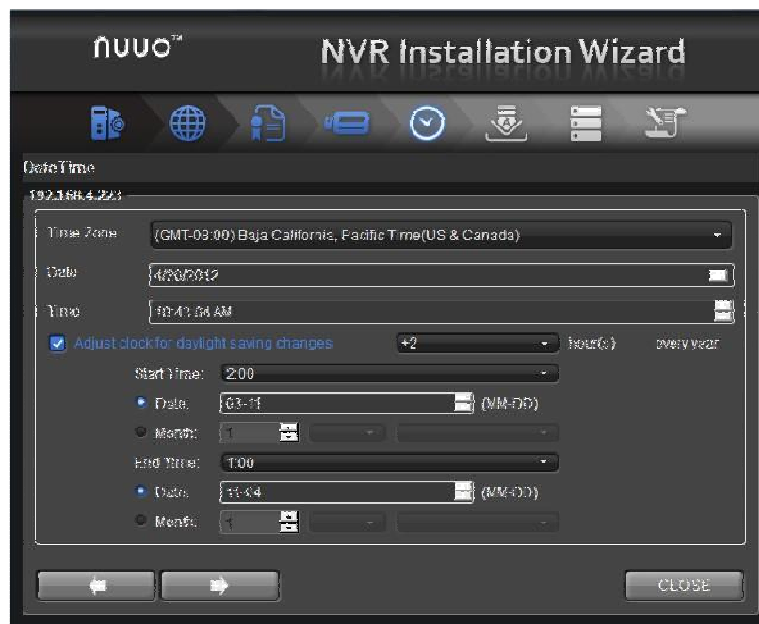 nuuo™
NVR Installation Wizard
DateTime
192.168.4.223
Time Zone (GMT-08:00) Baja California, Pacific Time(US & Canada)
Date 4/20/2012
Time 10:43:04 AM
Adjust clock for daylight saving changes +2 hour(s) every year
Start Time: 2:00
Date: 03-11 (MM-DD)
Month: 1
End Time: 1:00
Date: 11-04 (MM-DD)
Month: 1
CLOSE